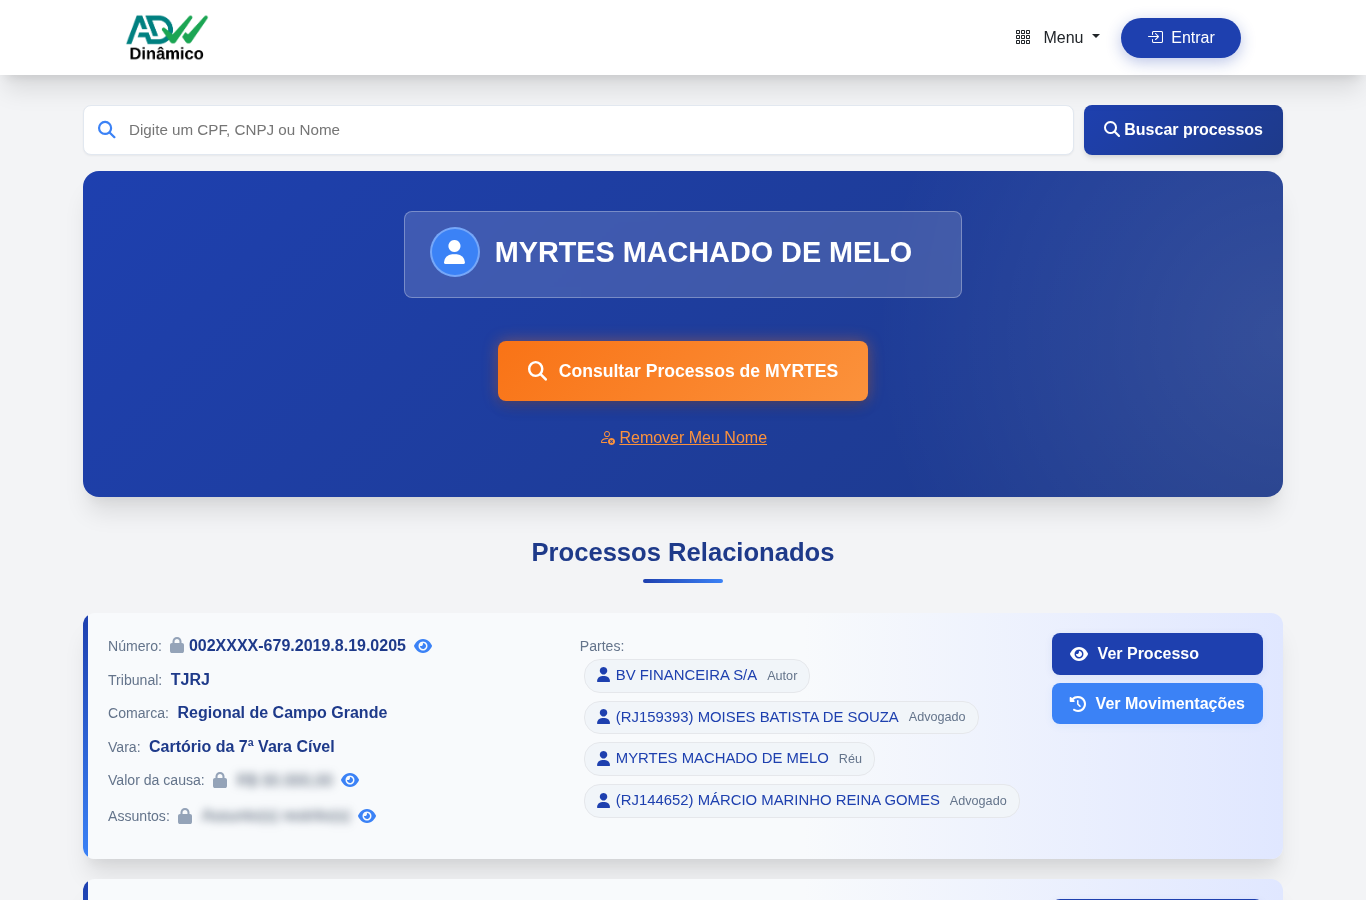 ADW
Dinâmico
Menu
Entrar
Digite um CPF, CNPJ ou Nome
Buscar processos
MYRTES MACHADO DE MELO
Consultar Processos de MYRTES
Remover Meu Nome
Processos Relacionados
Número: 002XXXX-679.2019.8.19.0205
Tribunal: TJRJ
Comarca: Regional de Campo Grande
Vara: Cartório da 7ª Vara Cível
Valor da causa:
Assuntos:
Partes:
BV FINANCEIRA S/A Autor
(RJ159393) MOISES BATISTA DE SOUZA Advogado
MYRTES MACHADO DE MELO Réu
(RJ144652) MÁRCIO MARINHO REINA GOMES Advogado
Ver Processo
Ver Movimentações